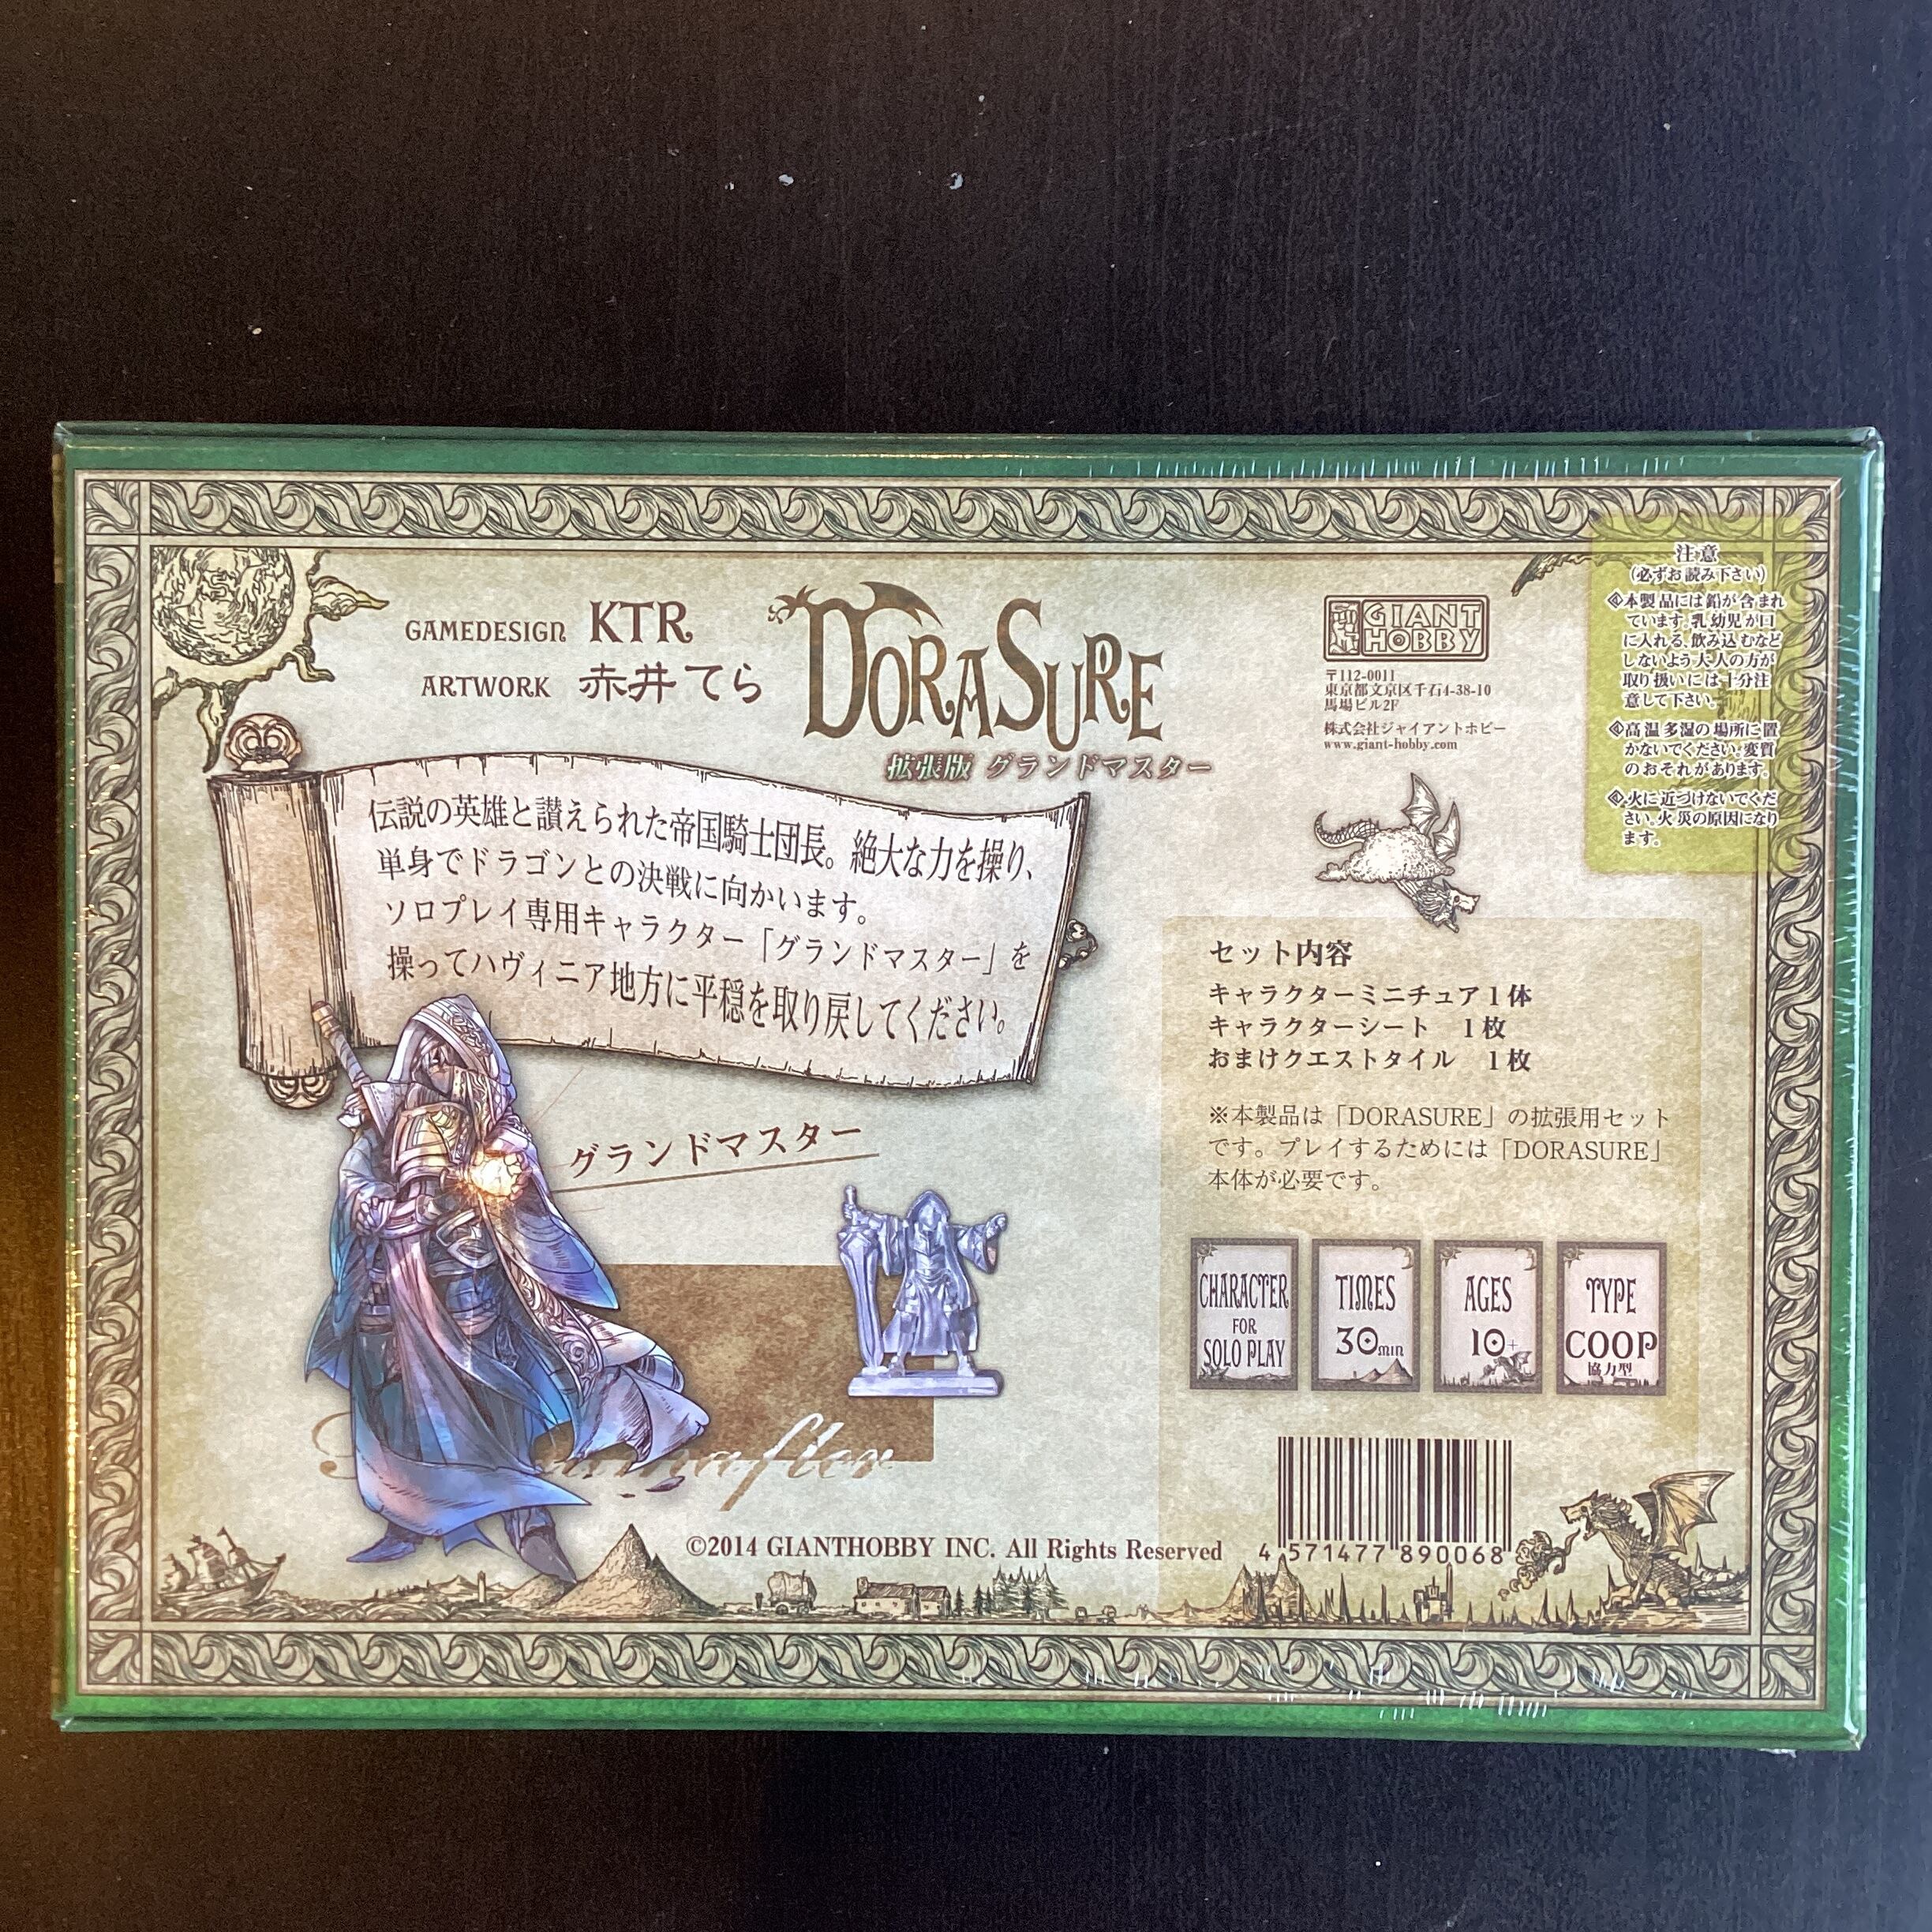 GAMEDESIGN KTR
ARTWORK 赤井てら
DORASURE
拡張版 グランドマスター
GIANT
HOBBY
〒112-0011
東京都文京区千石4-38-10
馬場ビル2F
株式会社ジャイアントホビー
www.giant-hobby.com
注意
(必ずお読み下さい)
本製品には鉛が含まれ
ています。乳幼児が口
に入れる、飲み込むなど
しないよう大人の方が
取り扱いには十分注
意して下さい。
高温多湿の場所に置
かないでください。変質
のおそれがあります。
火に近づけないでくだ
さい。火災の原因になり
ます。
伝説の英雄と讃えられた帝国騎士団長。絶大な力を操り、
単身でドラゴンとの決戦に向かいます。
ソロプレイ専用キャラクター「グランドマスター」を
操ってハヴィニア地方に平穏を取り戻してください。
グランドマスター
セット内容
キャラクターミニチュア1体
キャラクターシート 1枚
おまけクエストタイル 1枚
※本製品は「DORASURE」の拡張用セット
です。プレイするためには「DORASURE」
本体が必要です。
CHARACTER
FOR
SOLO PLAY
TIMES
30min
AGES
10+
TYPE
COOP
協力型
©2014 GIANTHOBBY INC. All Rights Reserved
4 571477 890068